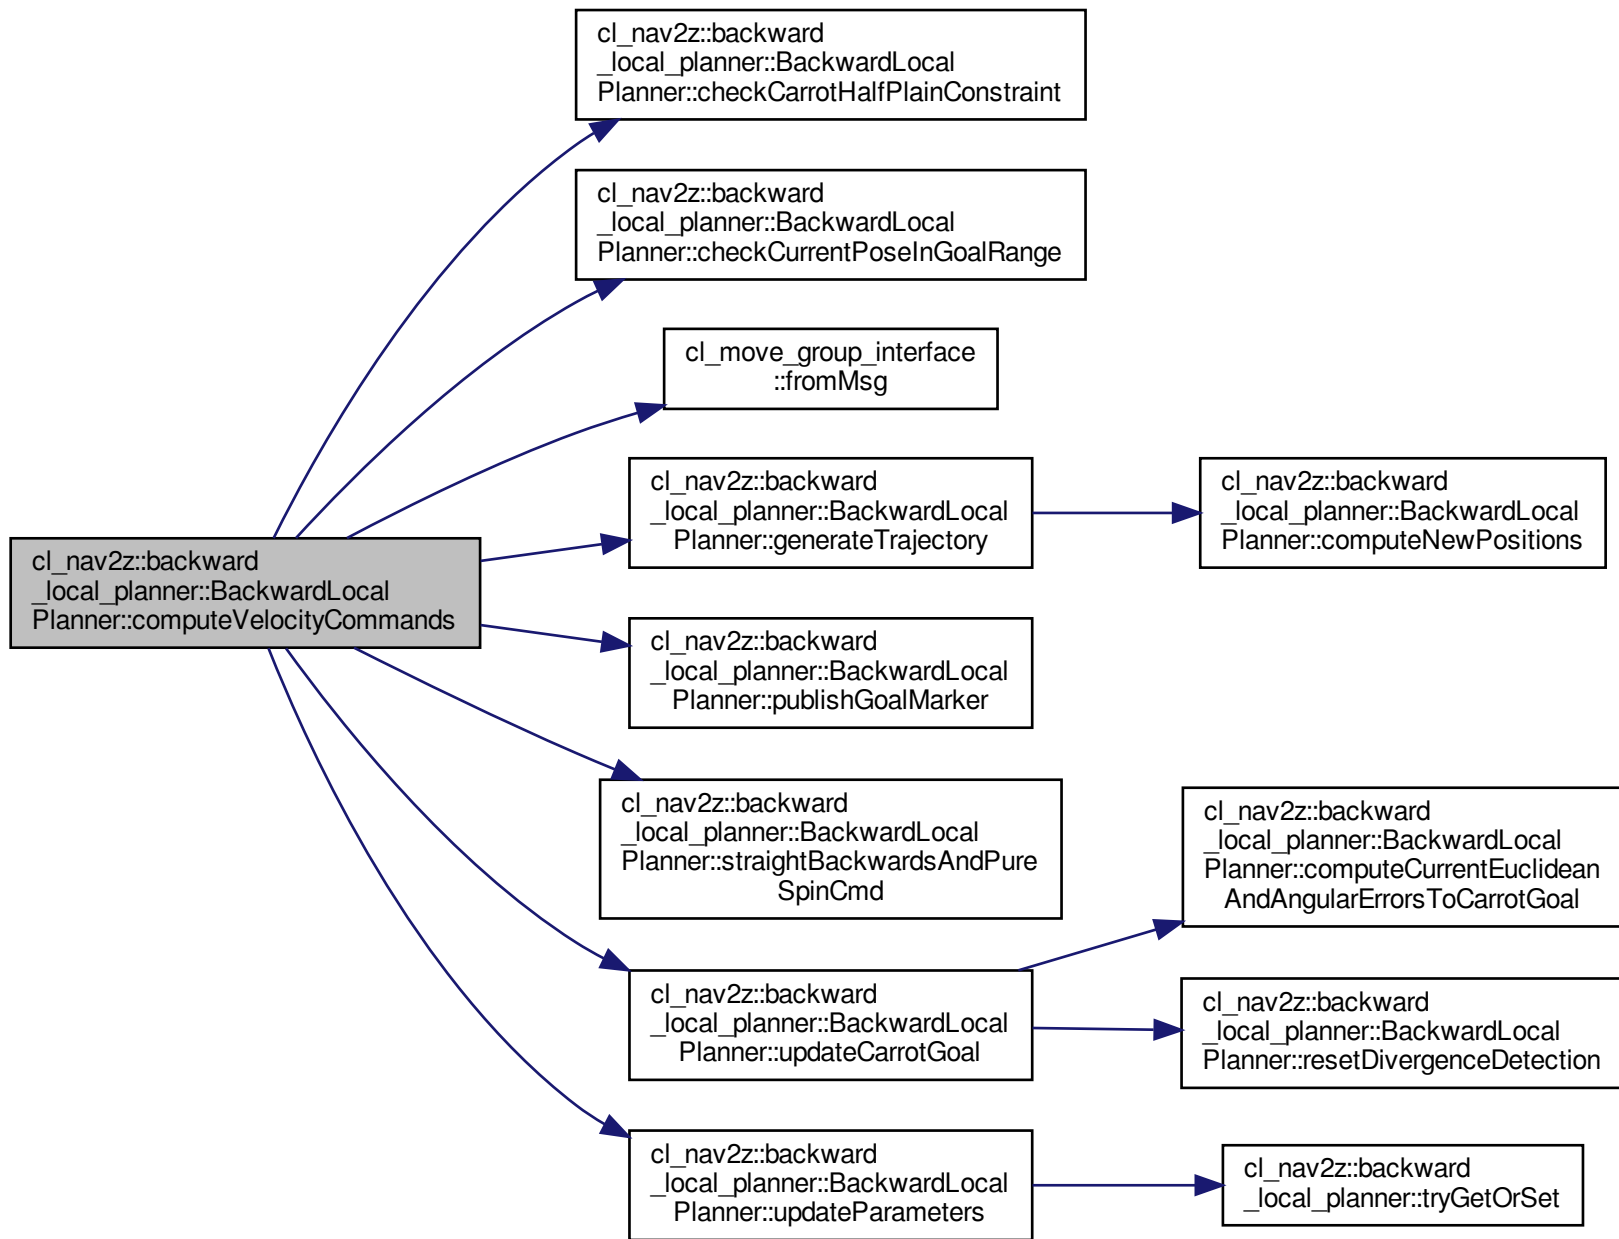 cl_nav2z::backward
_local_planner::BackwardLocal
Planner::computeVelocityCommands
cl_nav2z::backward
_local_planner::BackwardLocal
Planner::checkCarrotHalfPlainConstraint
cl_nav2z::backward
_local_planner::BackwardLocal
Planner::checkCurrentPoseInGoalRange
cl_move_group_interface
::fromMsg
cl_nav2z::backward
_local_planner::BackwardLocal
Planner::generateTrajectory
cl_nav2z::backward
_local_planner::BackwardLocal
Planner::computeNewPositions
cl_nav2z::backward
_local_planner::BackwardLocal
Planner::publishGoalMarker
cl_nav2z::backward
_local_planner::BackwardLocal
Planner::straightBackwardsAndPure
SpinCmd
cl_nav2z::backward
_local_planner::BackwardLocal
Planner::updateCarrotGoal
cl_nav2z::backward
_local_planner::BackwardLocal
Planner::computeCurrentEuclidean
AndAngularErrorsToCarrotGoal
cl_nav2z::backward
_local_planner::BackwardLocal
Planner::resetDivergenceDetection
cl_nav2z::backward
_local_planner::BackwardLocal
Planner::updateParameters
cl_nav2z::backward
_local_planner::tryGetOrSet